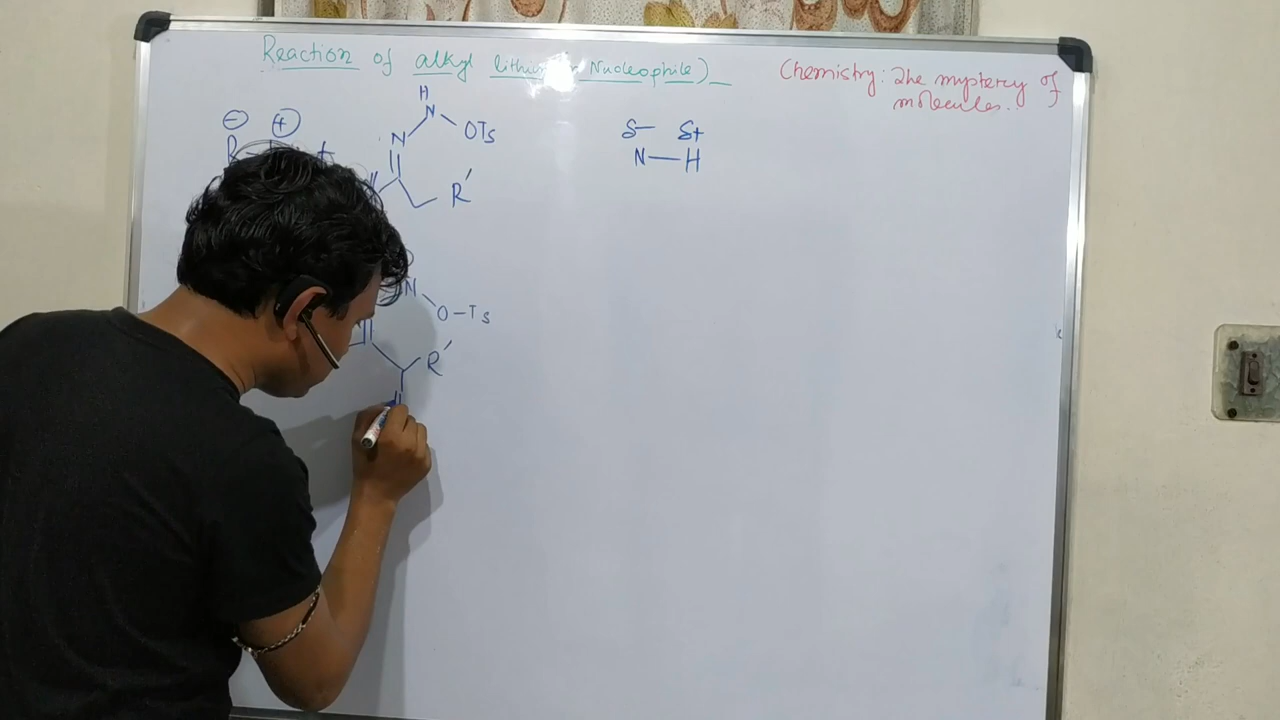 Reaction of alkyl lithium Nucleophile)
Chemistry: The mystery of
molecules.
H
N
N
OTs
R'
⊖ ⊕
R
+
δ- δ+
N—H
N
O-Ts
R'